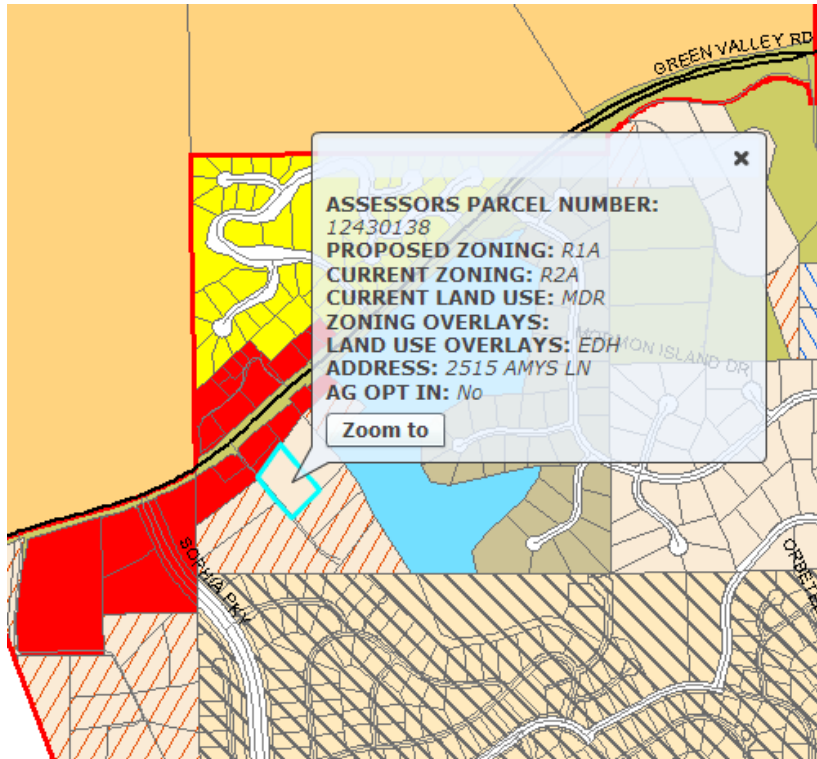 GREEN VALLEY RD
✖
ASSESSORS PARCEL NUMBER:
12430138
PROPOSED ZONING: R1A
CURRENT ZONING: R2A
CURRENT LAND USE: MDR
ZONING OVERLAYS:
LAND USE OVERLAYS: EDH
ADDRESS: 2515 AMYS LN
AG OPT IN: No
Zoom to
MORMON ISLAND DR
SOPHIA PKY